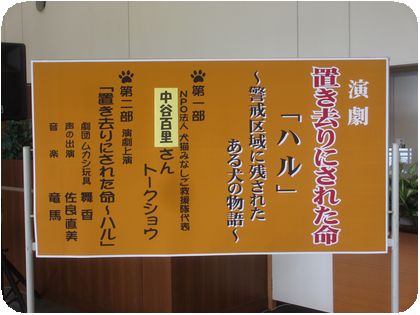 演劇
置き去りにされた命
「ハル」
～警戒区域に残された
ある犬の物語～
第一部
NPO法人 犬猫みなしご救援隊代表
中谷百里さん
トークショウ
第二部 演劇上演
「置き去りにされた命～ハル」
劇団ムカシ玩具 舞香
声の出演 佐良直美
音楽 竜馬